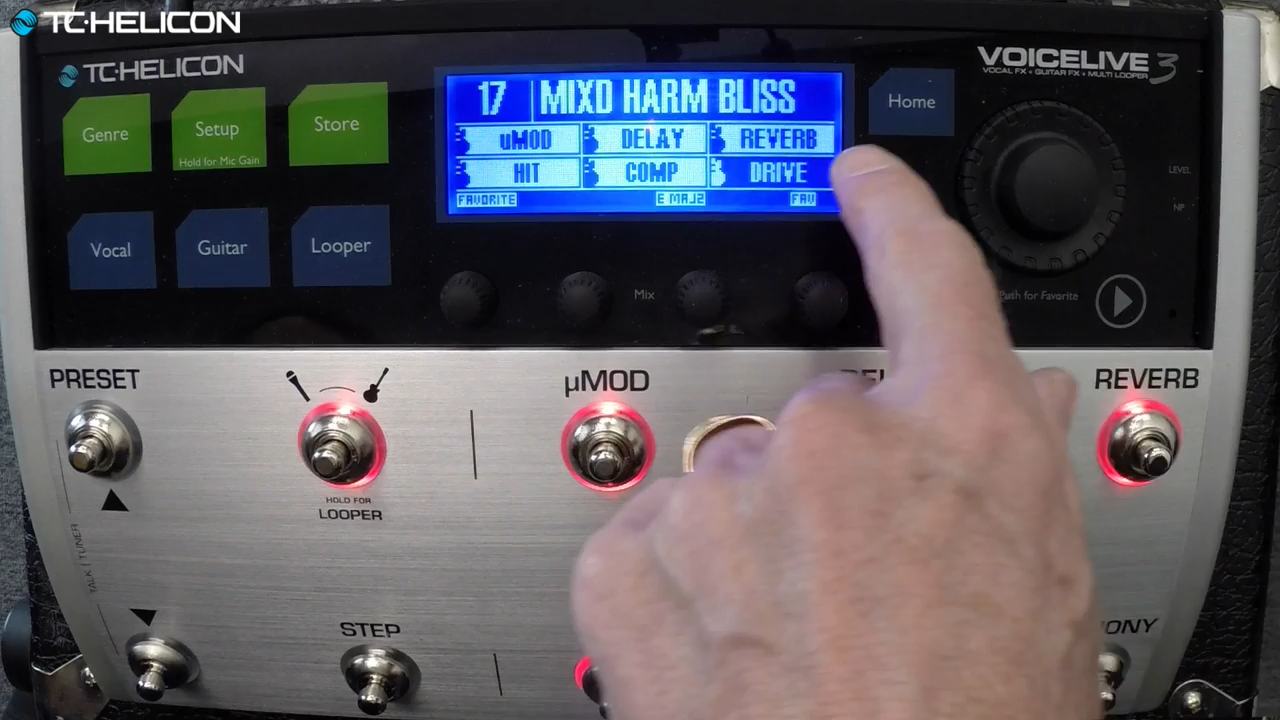 TC·HELICON
TC·HELICON
VOICELIVE 3
VOCAL FX • GUITAR FX • MULTI LOOPER
Genre
Setup
Hold for Mic Gain
Store
17 MIXD HARM BLISS
Home
µMOD DELAY REVERB
HIT COMP DRIVE
FAVORITE E MAJ2 FAV
LEVEL
Vocal
Guitar
Looper
Mix
Push for Favorite
PRESET
µMOD
REVERB
HOLD FOR
LOOPER
TALK | TUNER
STEP